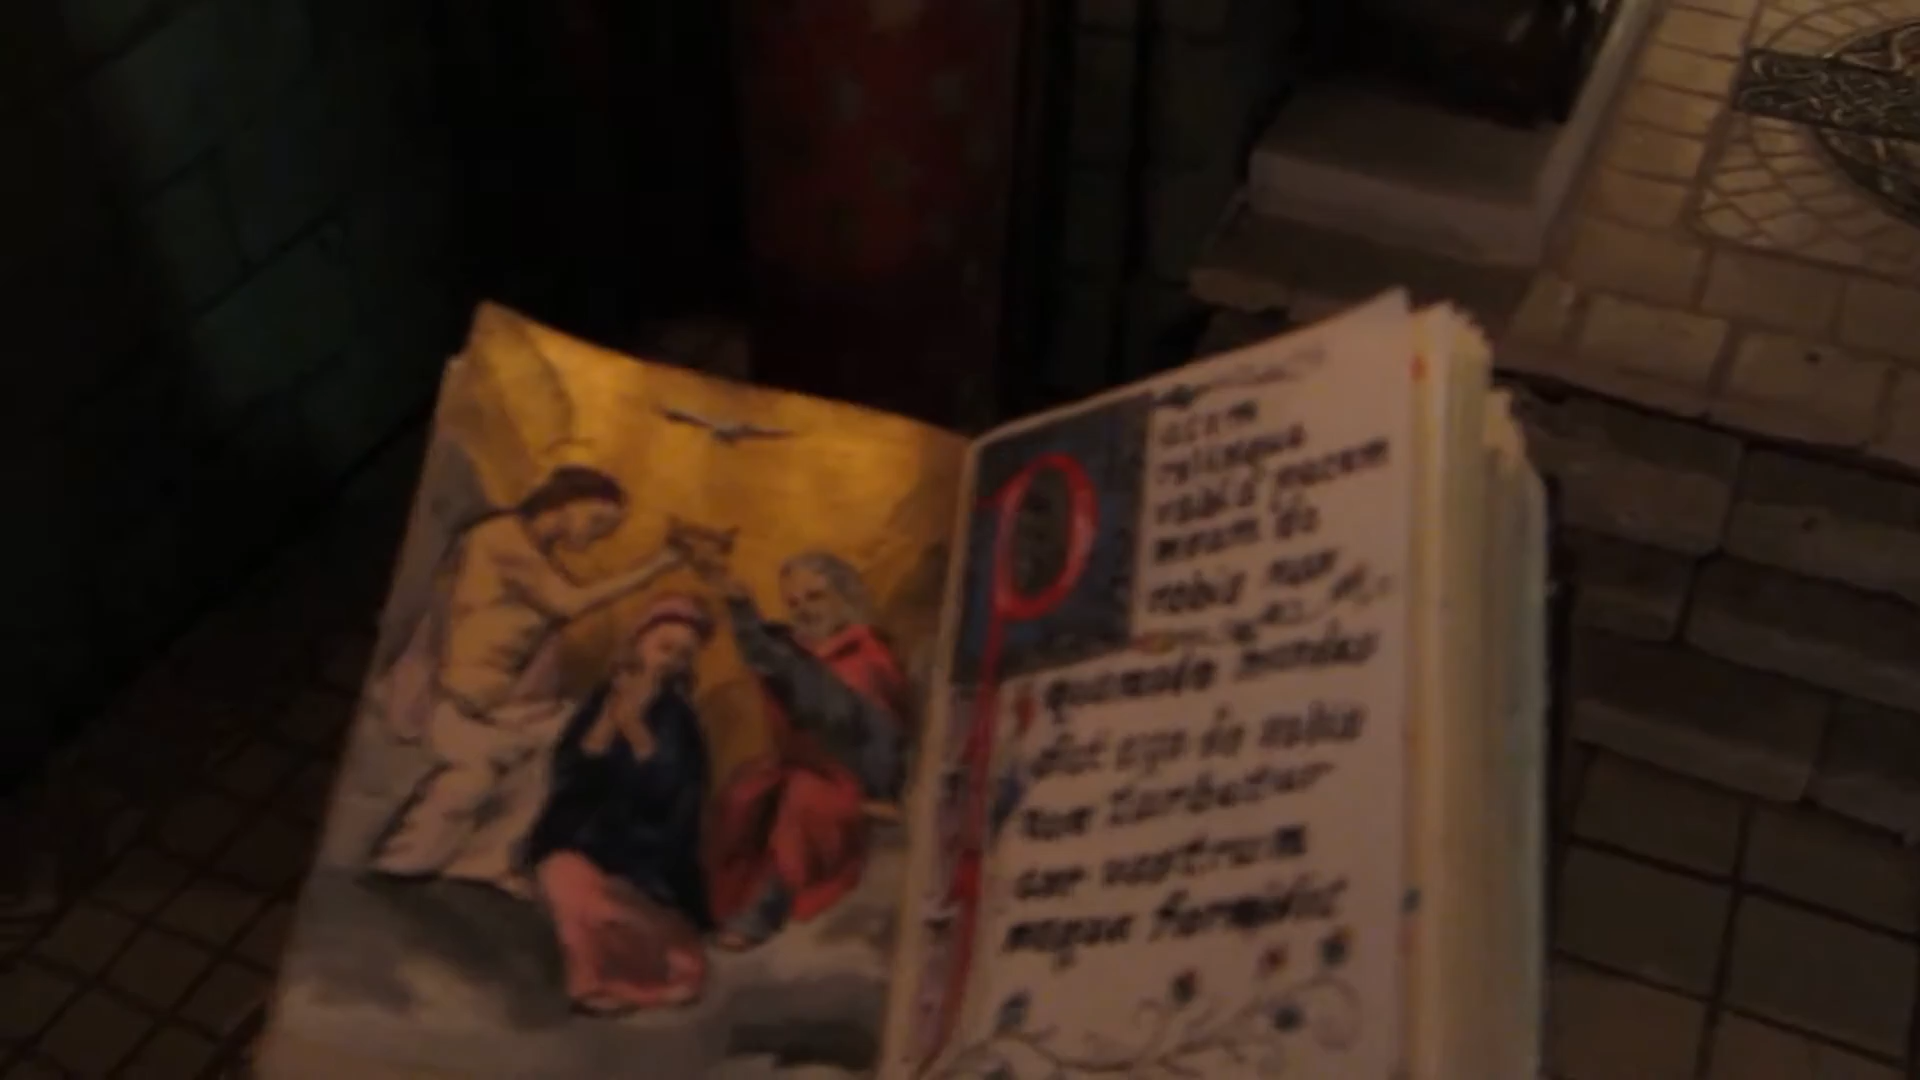 P
acem
relinquo
vobis pacem
meam do
vobis non
quomodo mundus
dat ego do vobis
non turbetur
cor vestrum
neque formidet